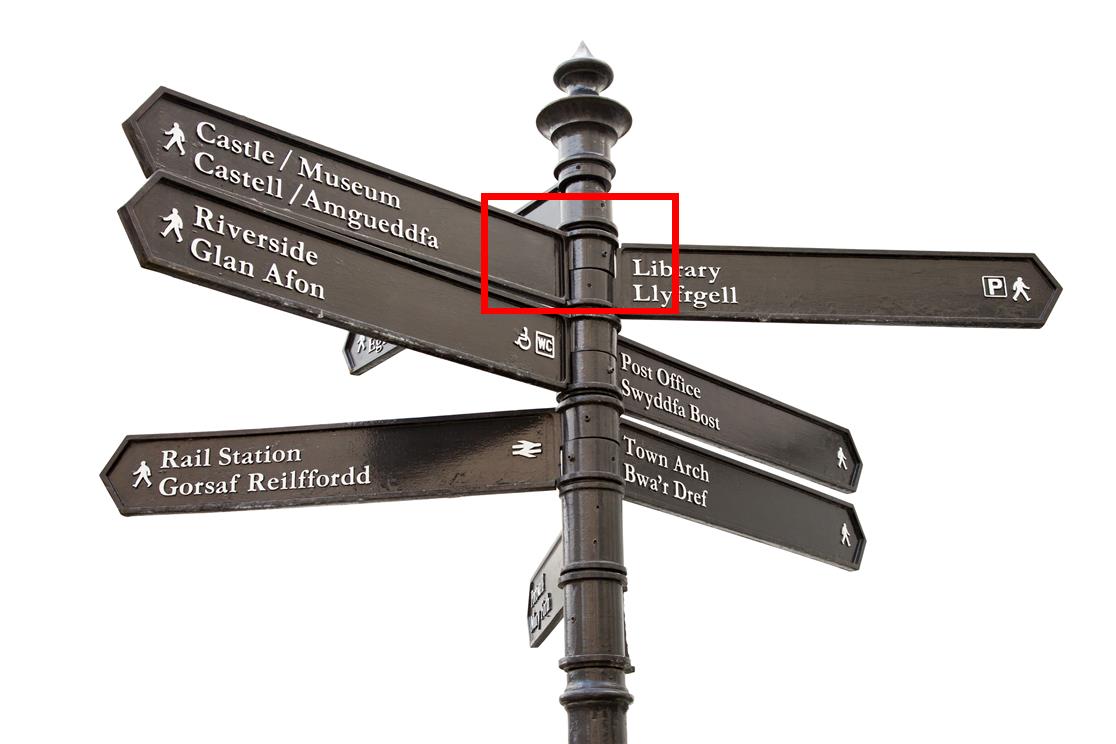 Castle / Museum
Castell / Amgueddfa
Riverside
Glan Afon
WC
Library
Llyfrgell
P
Post Office
Swyddfa Bost
Rail Station
Gorsaf Reilffordd
Town Arch
Bwa'r Dref